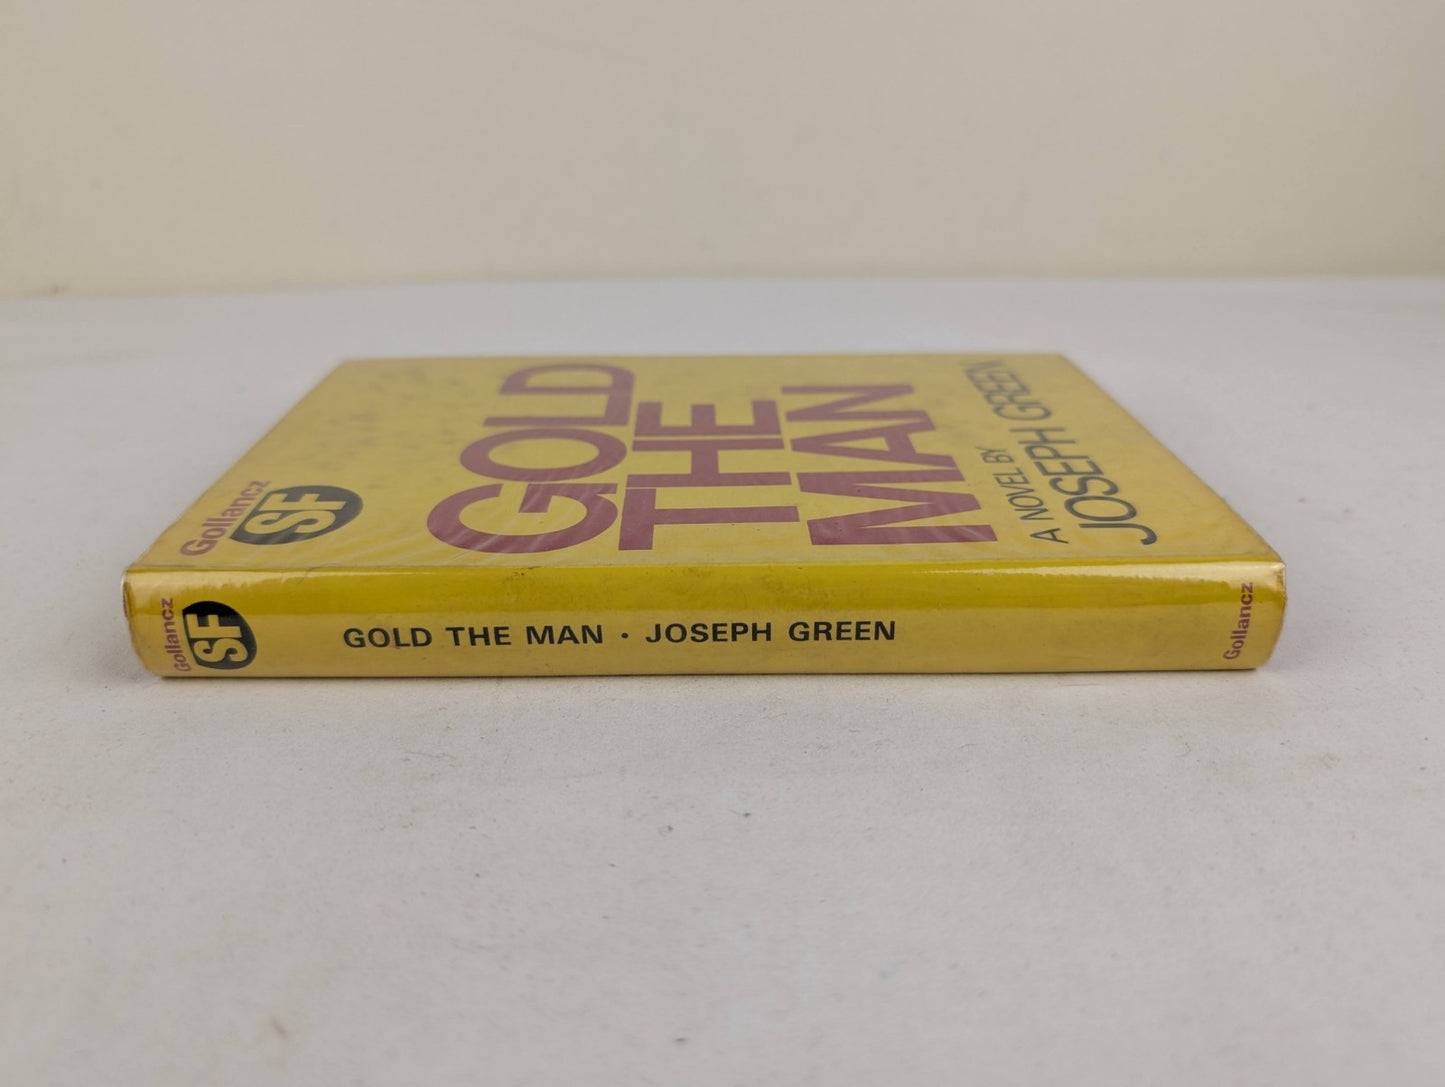 Gollancz
SF
GOLD
THE
MAN
A NOVEL BY
JOSEPH GREEN
Gollancz
SF
GOLD THE MAN · JOSEPH GREEN
Gollancz